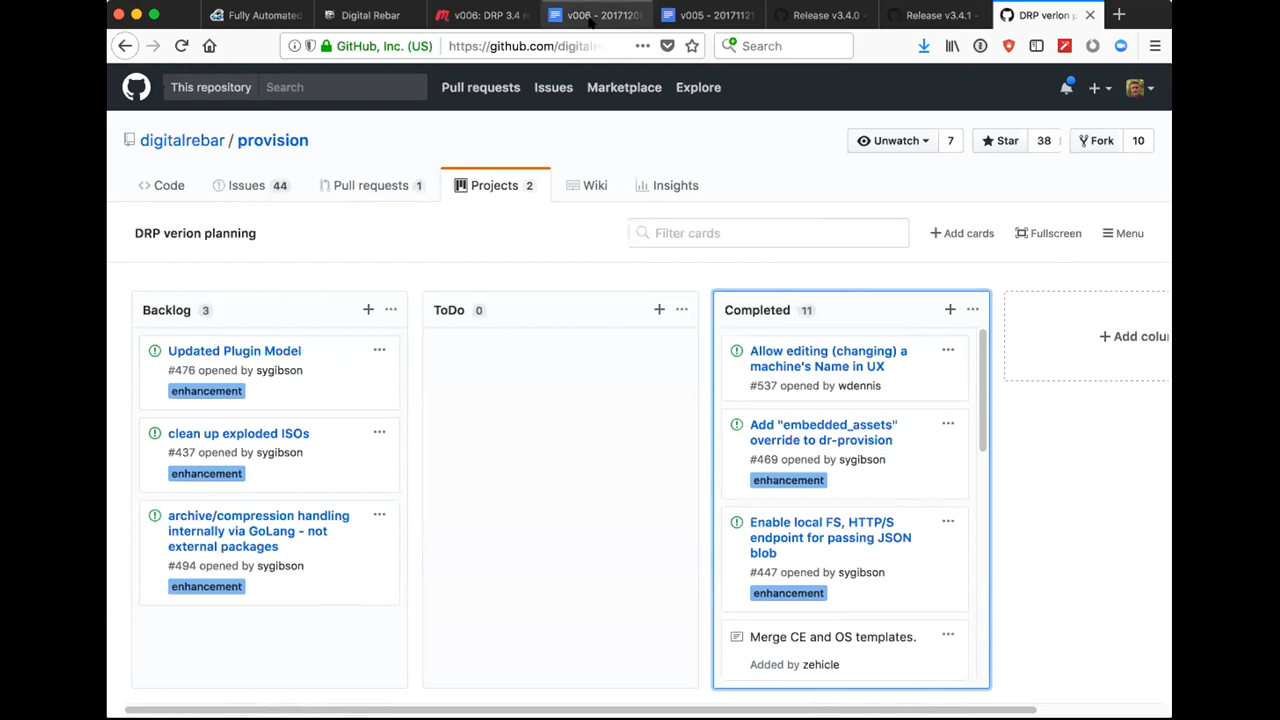 Fully Automated
Digital Rebar
v006: DRP 3.4 r
v006 - 2017120
v005 - 2017112
Release v3.4.0 -
Release v3.4.1 -
DRP verion p
GitHub, Inc. (US)
https://github.com/digitalre
Search
This repository
Search
Pull requests
Issues
Marketplace
Explore
digitalrebar / provision
Unwatch
7
Star
38
Fork
10
Code
Issues 44
Pull requests 1
Projects 2
Wiki
Insights
DRP verion planning
Filter cards
Add cards
Fullscreen
Menu
Backlog 3
Updated Plugin Model
#476 opened by sygibson
enhancement
clean up exploded ISOs
#437 opened by sygibson
enhancement
archive/compression handling
internally via GoLang - not
external packages
#494 opened by sygibson
enhancement
ToDo 0
Completed 11
Allow editing (changing) a
machine's Name in UX
#537 opened by wdennis
Add "embedded_assets"
override to dr-provision
#469 opened by sygibson
enhancement
Enable local FS, HTTP/S
endpoint for passing JSON
blob
#447 opened by sygibson
enhancement
Merge CE and OS templates.
Added by zehicle
Add colu